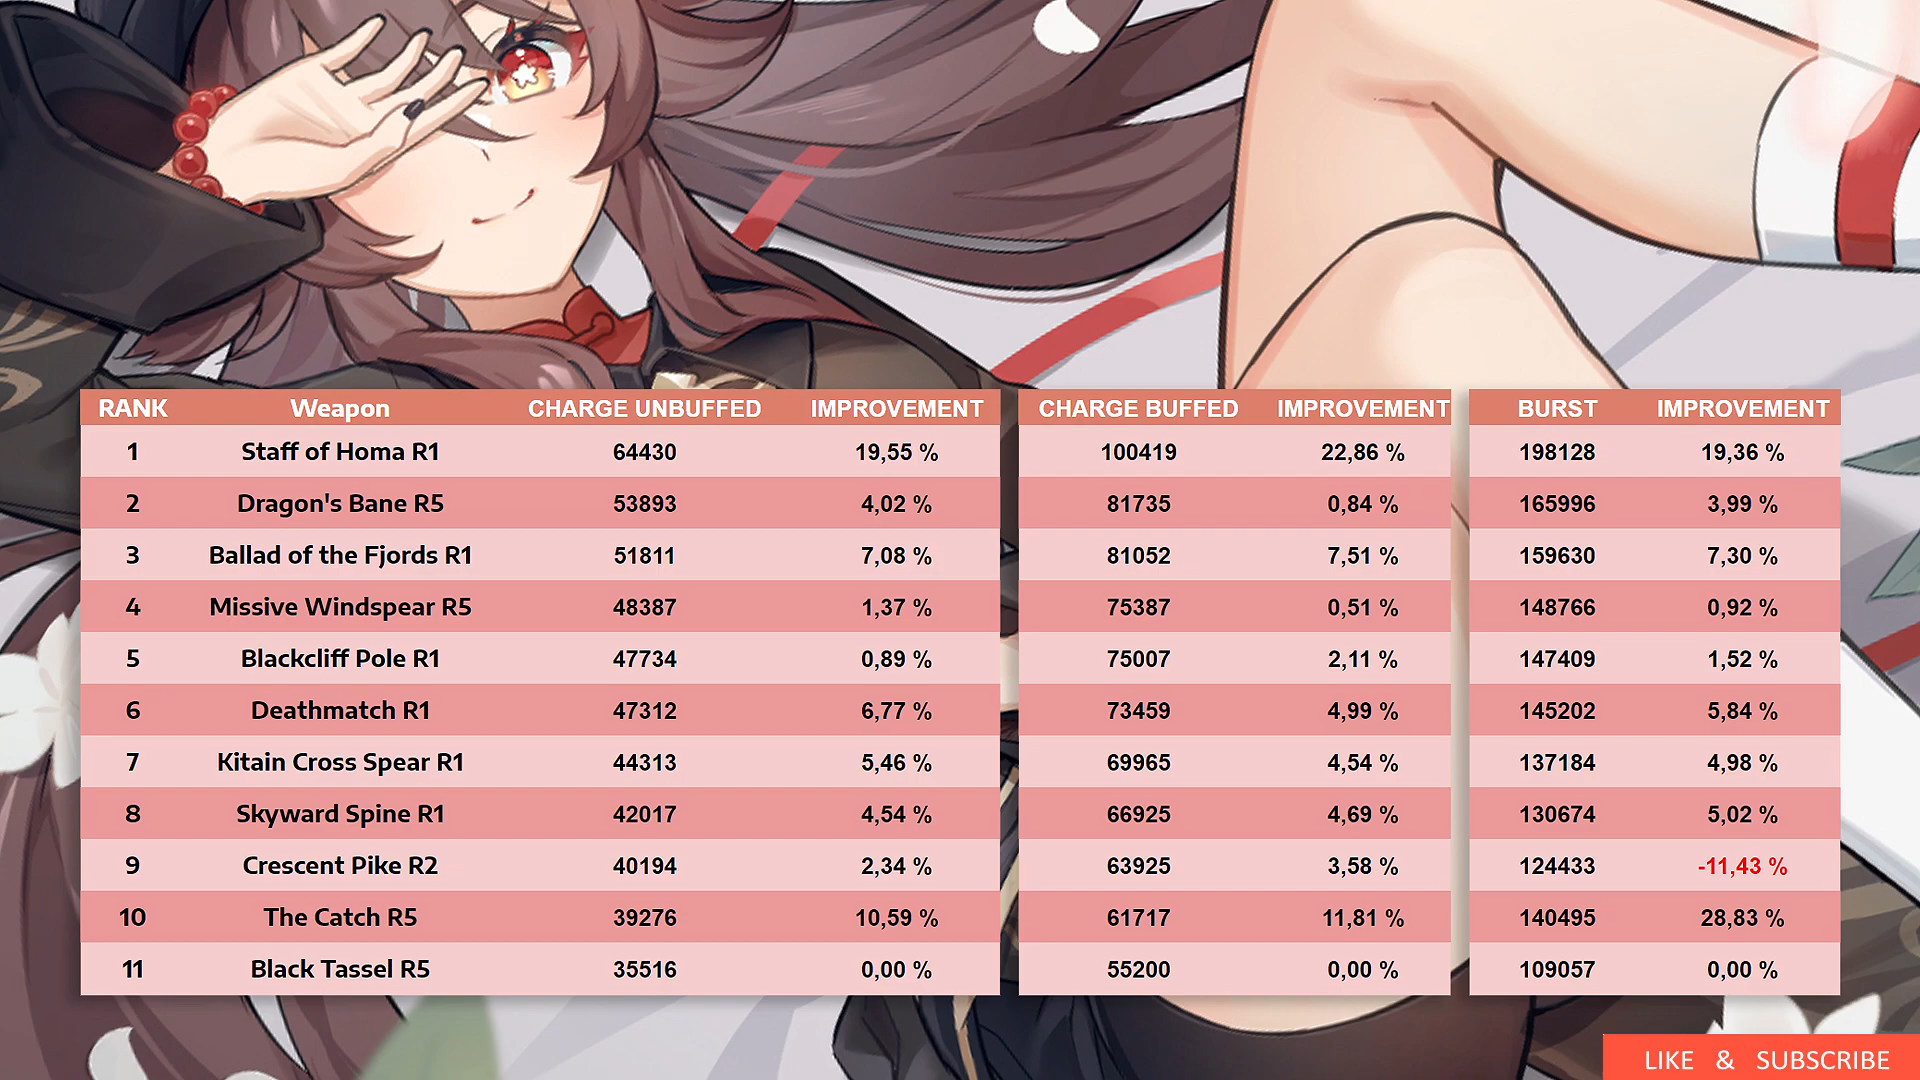 RANK Weapon CHARGE UNBUFFED IMPROVEMENT CHARGE BUFFED IMPROVEMENT BURST IMPROVEMENT
1 Staff of Homa R1 64430 19,55 % 100419 22,86 % 198128 19,36 %
2 Dragon's Bane R5 53893 4,02 % 81735 0,84 % 165996 3,99 %
3 Ballad of the Fjords R1 51811 7,08 % 81052 7,51 % 159630 7,30 %
4 Missive Windspear R5 48387 1,37 % 75387 0,51 % 148766 0,92 %
5 Blackcliff Pole R1 47734 0,89 % 75007 2,11 % 147409 1,52 %
6 Deathmatch R1 47312 6,77 % 73459 4,99 % 145202 5,84 %
7 Kitain Cross Spear R1 44313 5,46 % 69965 4,54 % 137184 4,98 %
8 Skyward Spine R1 42017 4,54 % 66925 4,69 % 130674 5,02 %
9 Crescent Pike R2 40194 2,34 % 63925 3,58 % 124433 -11,43 %
10 The Catch R5 39276 10,59 % 61717 11,81 % 140495 28,83 %
11 Black Tassel R5 35516 0,00 % 55200 0,00 % 109057 0,00 %
LIKE & SUBSCRIBE